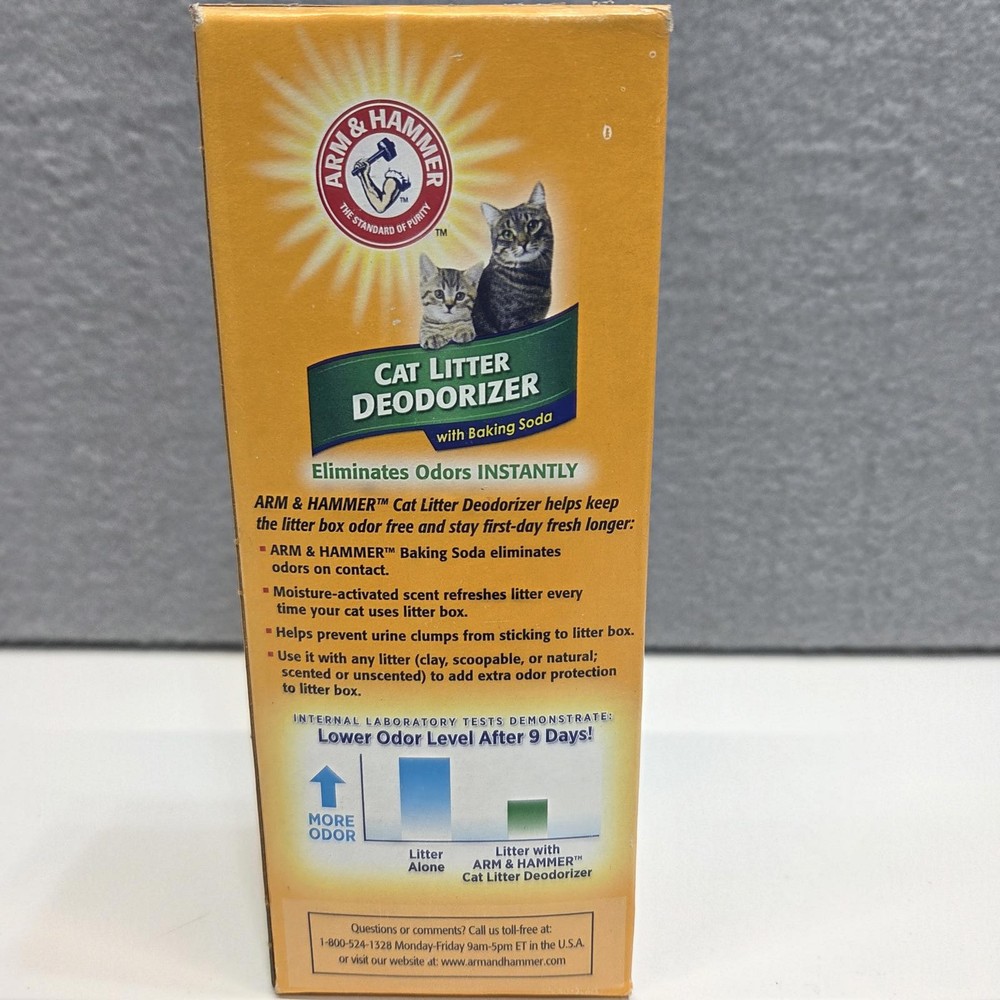 ARM & HAMMER
TM
THE STANDARD OF PURITY
TM
CAT LITTER
DEODORIZER
with Baking Soda
Eliminates Odors INSTANTLY
ARM & HAMMER™ Cat Litter Deodorizer helps keep
the litter box odor free and stay first-day fresh longer:
▪ ARM & HAMMER™ Baking Soda eliminates
odors on contact.
▪ Moisture-activated scent refreshes litter every
time your cat uses litter box.
▪ Helps prevent urine clumps from sticking to litter box.
▪ Use it with any litter (clay, scoopable, or natural;
scented or unscented) to add extra odor protection
to litter box.
INTERNAL LABORATORY TESTS DEMONSTRATE:
Lower Odor Level After 9 Days!
MORE
ODOR
Litter
Alone
Litter with
ARM & HAMMER™
Cat Litter Deodorizer
Questions or comments? Call us toll-free at:
1-800-524-1328 Monday-Friday 9am-5pm ET in the U.S.A.
or visit our website at: www.armandhammer.com